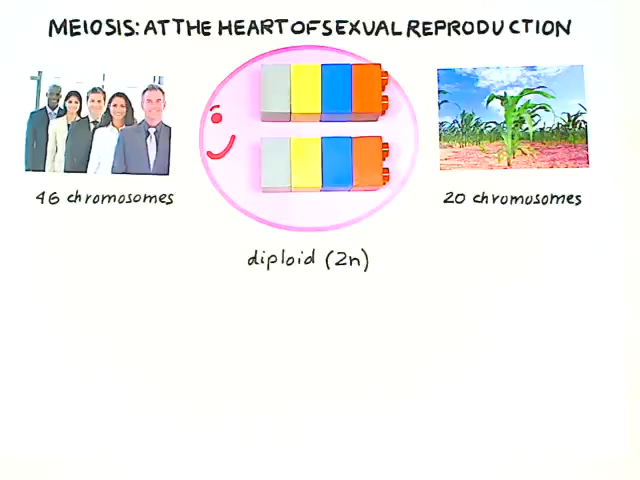 MEIOSIS: AT THE HEART OF SEXUAL REPRODUCTION
46 chromosomes
20 chromosomes
diploid (2n)